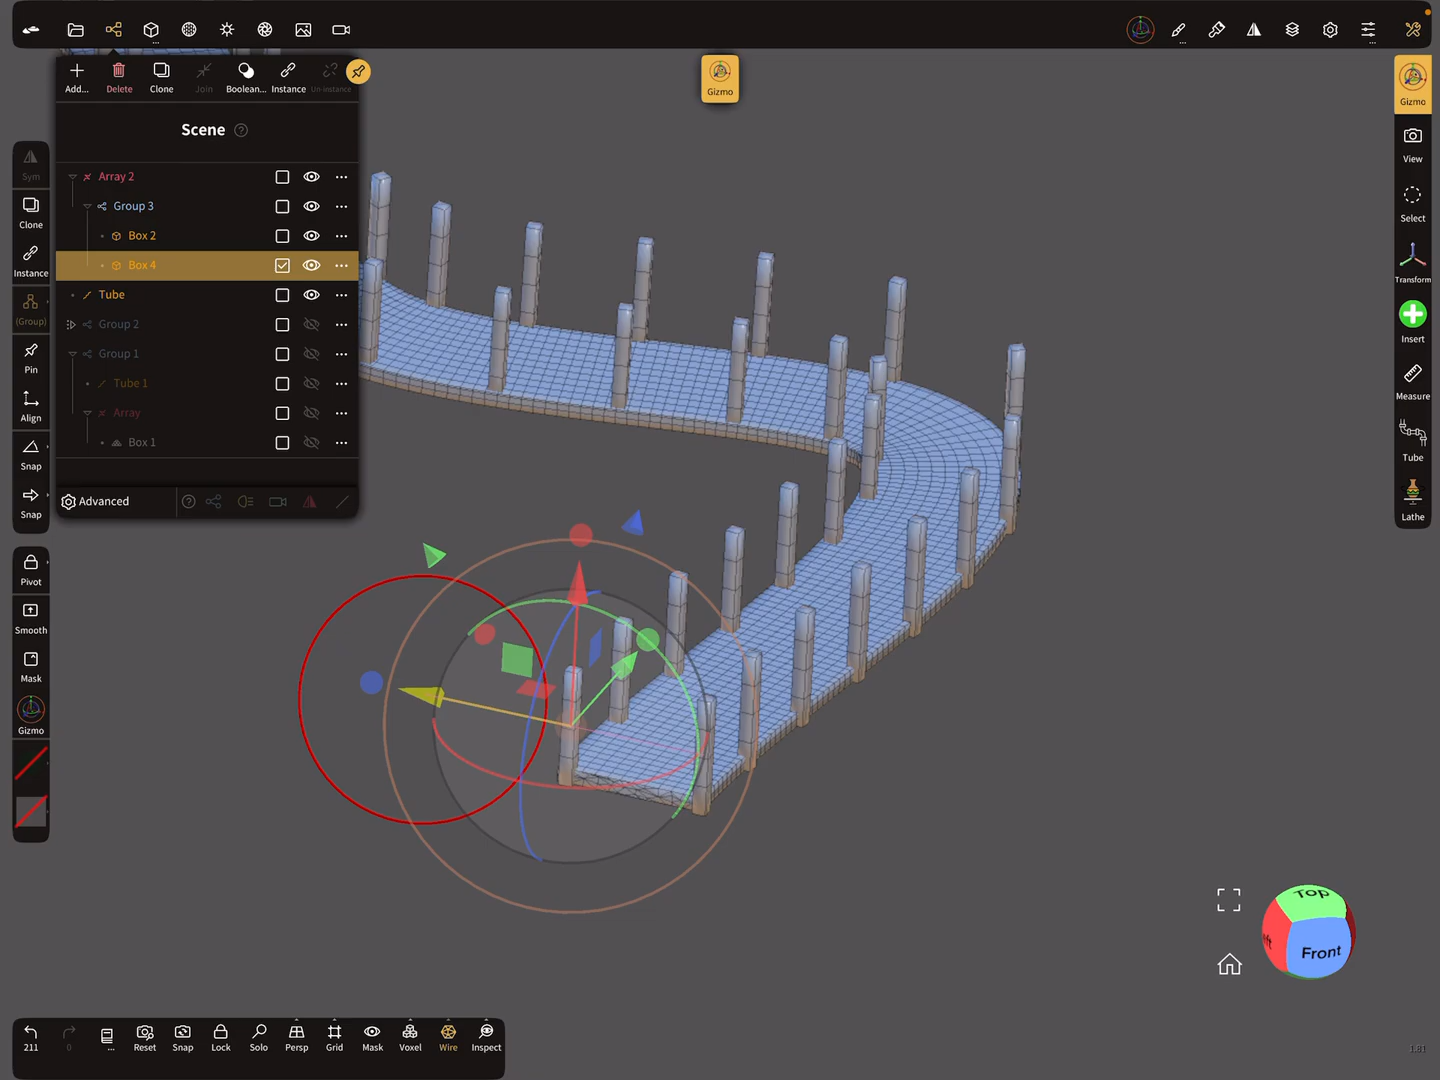 Add...
Delete
Clone
Join
Boolean...
Instance
Un-instance
Scene
Array 2
Group 3
Box 2
Box 4
Tube
Group 2
Group 1
Tube 1
Array
Box 1
Advanced
Gizmo
Sym
Clone
Instance
(Group)
Pin
Align
Snap
Snap
Pivot
Smooth
Mask
Gizmo
Gizmo
View
Select
Transform
Insert
Measure
Tube
Lathe
Top
Front
211
0
...
Reset
Snap
Lock
Solo
Persp
Grid
Mask
Voxel
Wire
Inspect
1.81